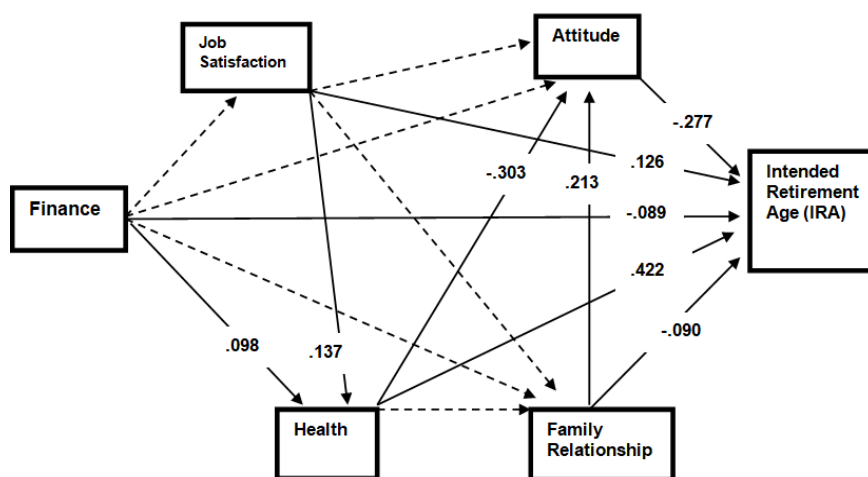 Job
Satisfaction
Attitude
-.277
-.303
.126
Intended
Retirement
Age (IRA)
.213
Finance
-.089
.422
.098
.137
-.090
Health
Family
Relationship